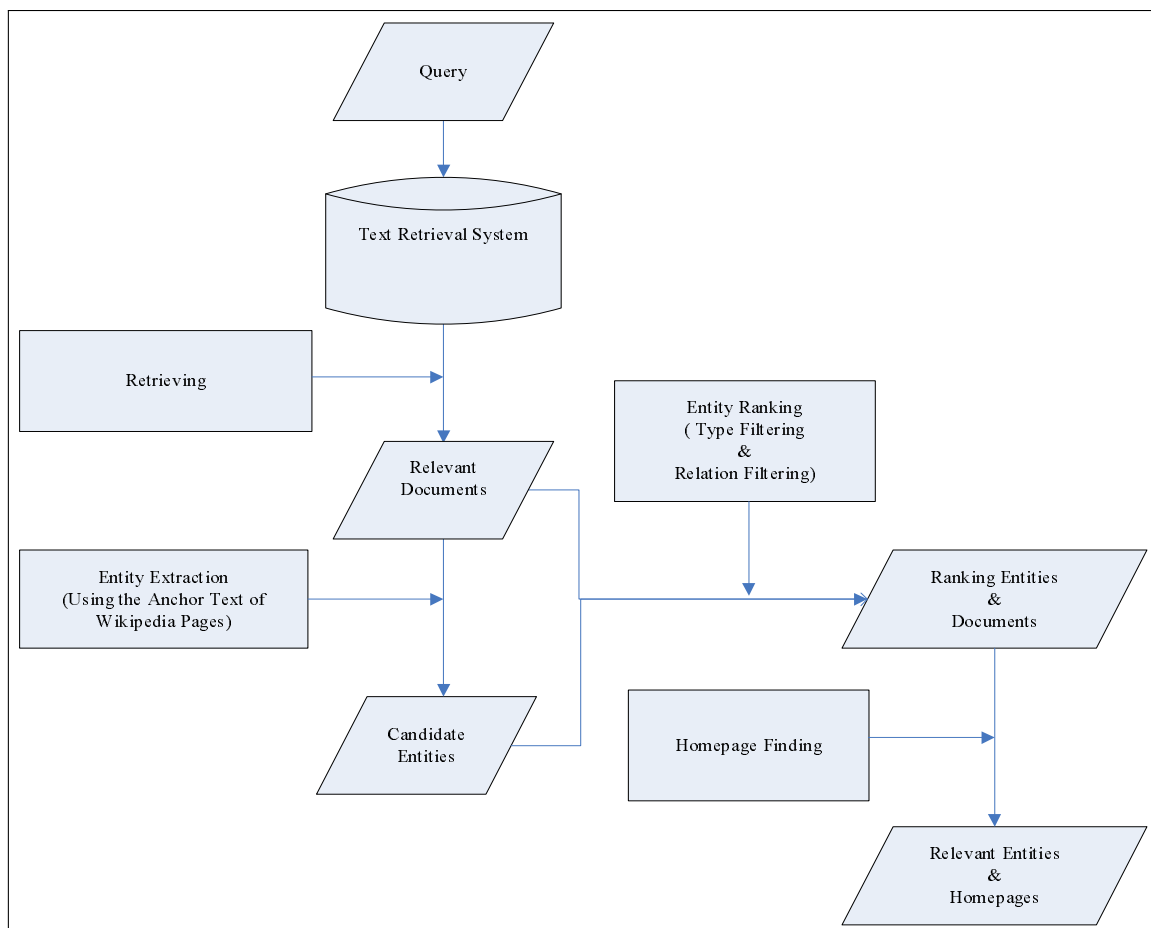 Query
Text Retrieval System
Retrieving
Relevant
Documents
Entity Ranking
( Type Filtering
&
Relation Filtering)
Entity Extraction
(Using the Anchor Text of
Wikipedia Pages)
Ranking Entities
&
Documents
Candidate
Entities
Homepage Finding
Relevant Entities
&
Homepages